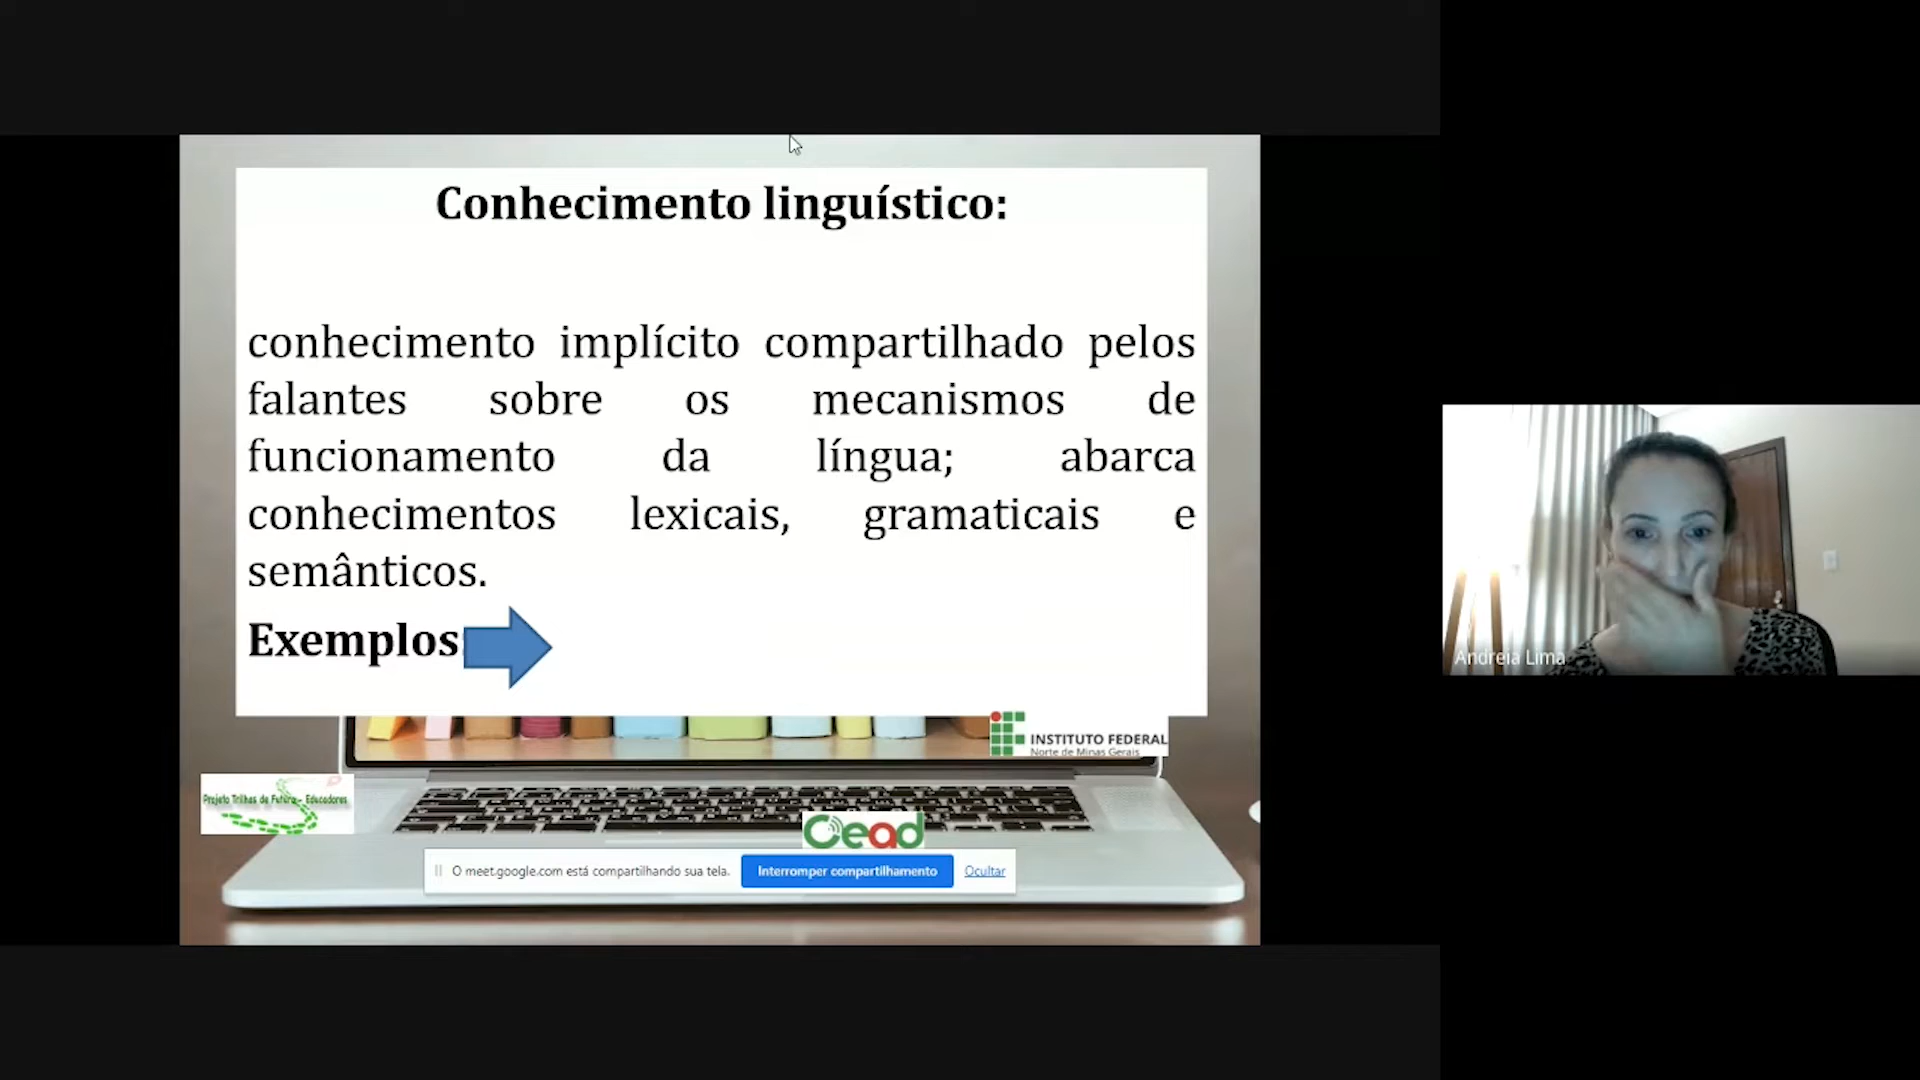 Conhecimento linguístico:
conhecimento implícito compartilhado pelos
falantes sobre os mecanismos de
funcionamento da língua; abarca
conhecimentos lexicais, gramaticais e
semânticos.
Exemplos
INSTITUTO FEDERAL
Norte de Minas Gerais
Projeto Trilhas de Futuro - Educadores
Cead
O meet.google.com está compartilhando sua tela.
Interromper compartilhamento
Ocultar
Andreia Lima